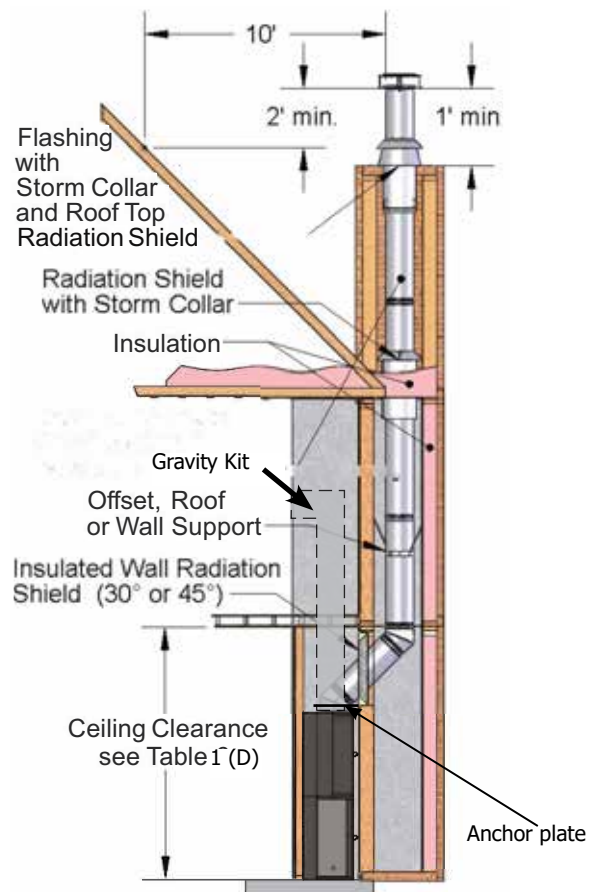 10'
2' min.
1' min
Flashing
with
Storm Collar
and Roof Top
Radiation Shield
Radiation Shield
with Storm Collar
Insulation
Gravity Kit
Offset, Roof
or Wall Support
Insulated Wall Radiation
Shield (30° or 45°)
Ceiling Clearance
see Table 1 (D)
Anchor plate